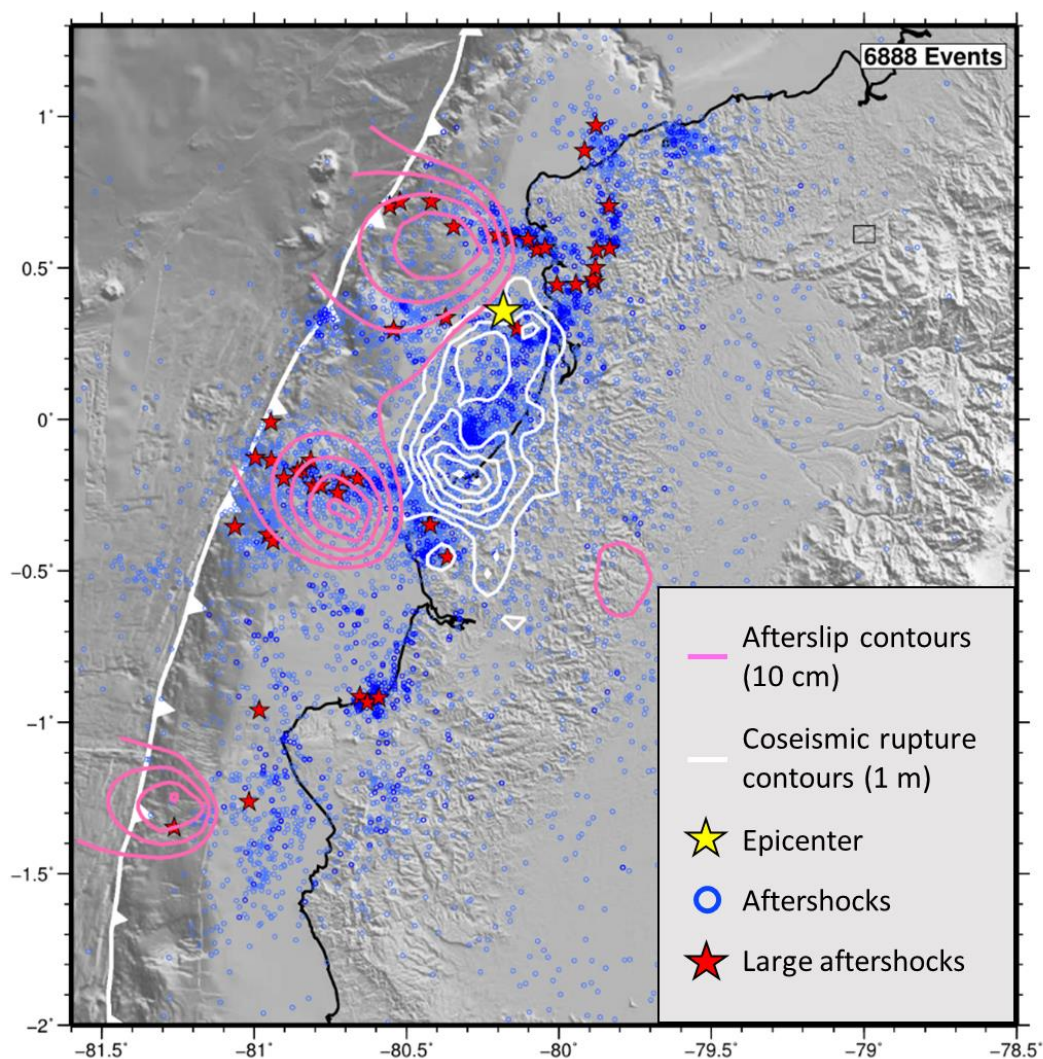 6888 Events
1°
0.5°
0°
−0.5°
−1°
−1.5°
−2°
Afterslip contours
(10 cm)
Coseismic rupture
contours (1 m)
Epicenter
Aftershocks
Large aftershocks
−81.5° −81° −80.5° −80° −79.5° −79° −78.5°